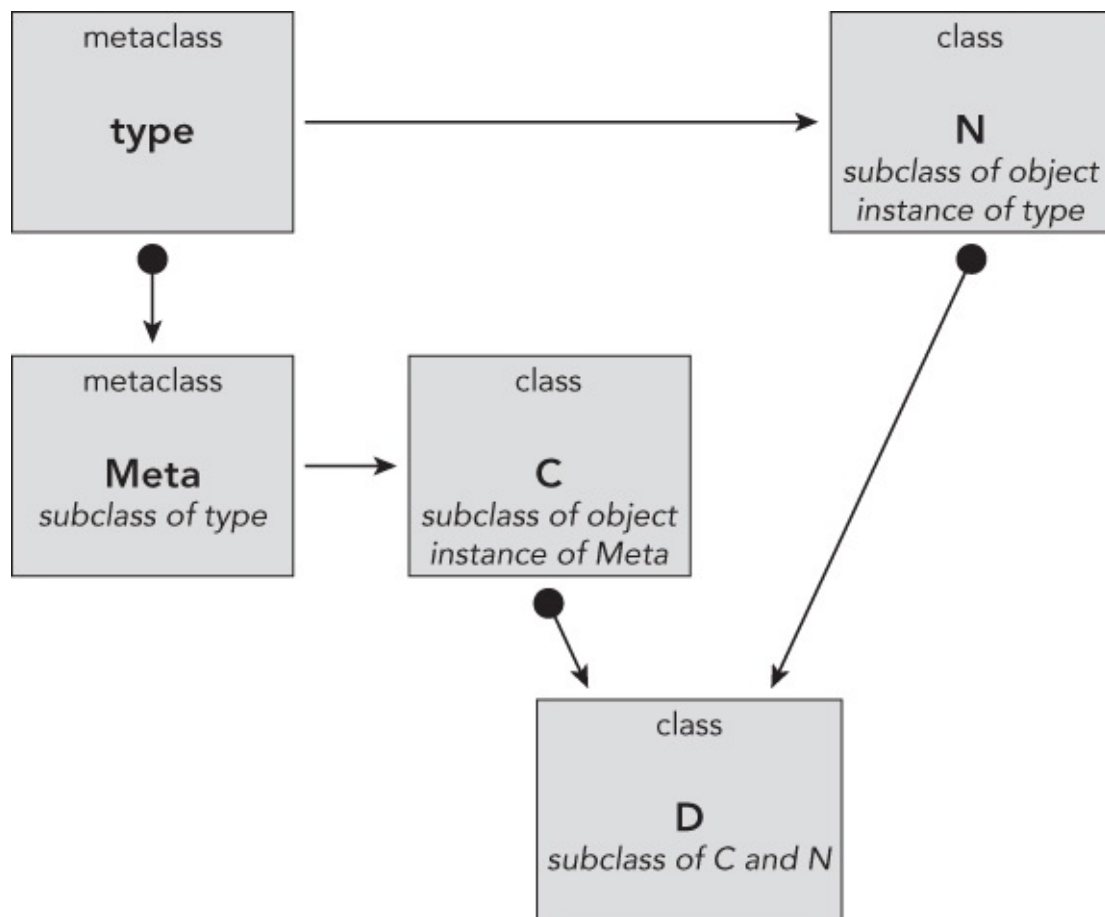 metaclass
type
class
N
subclass of object
instance of type
metaclass
Meta
subclass of type
class
C
subclass of object
instance of Meta
class
D
subclass of C and N